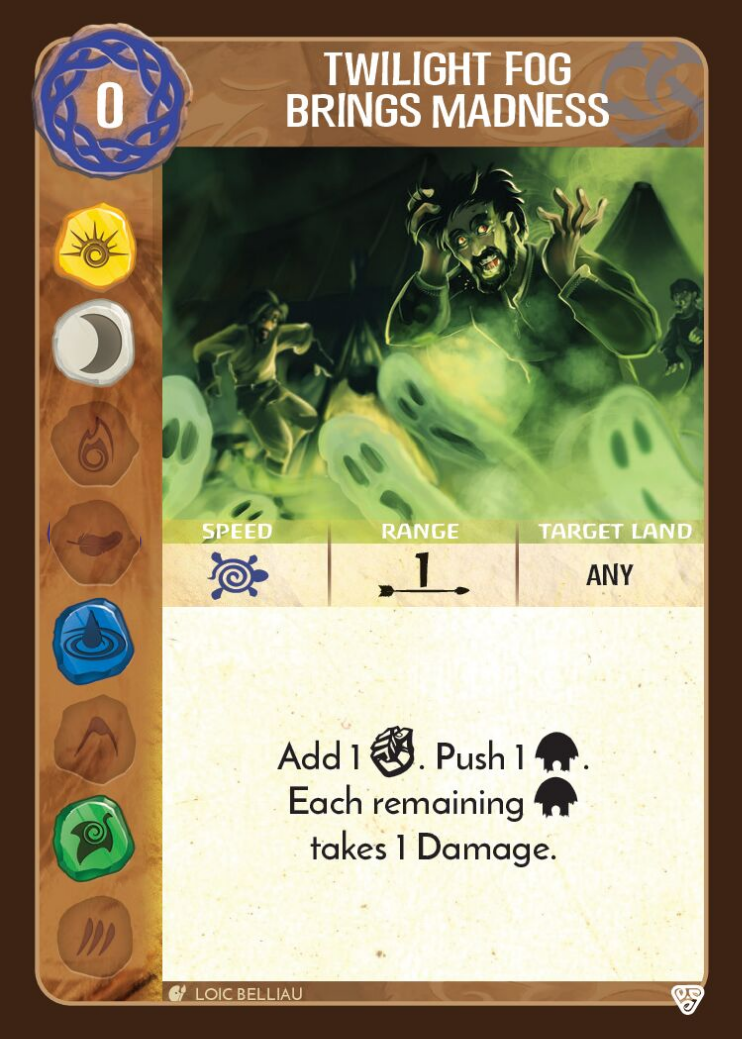 0
TWILIGHT FOG
BRINGS MADNESS
SPEED RANGE TARGET LAND
1 ANY
Add 1 . Push 1 .
Each remaining
takes 1 Damage.
LOIC BELLIAU